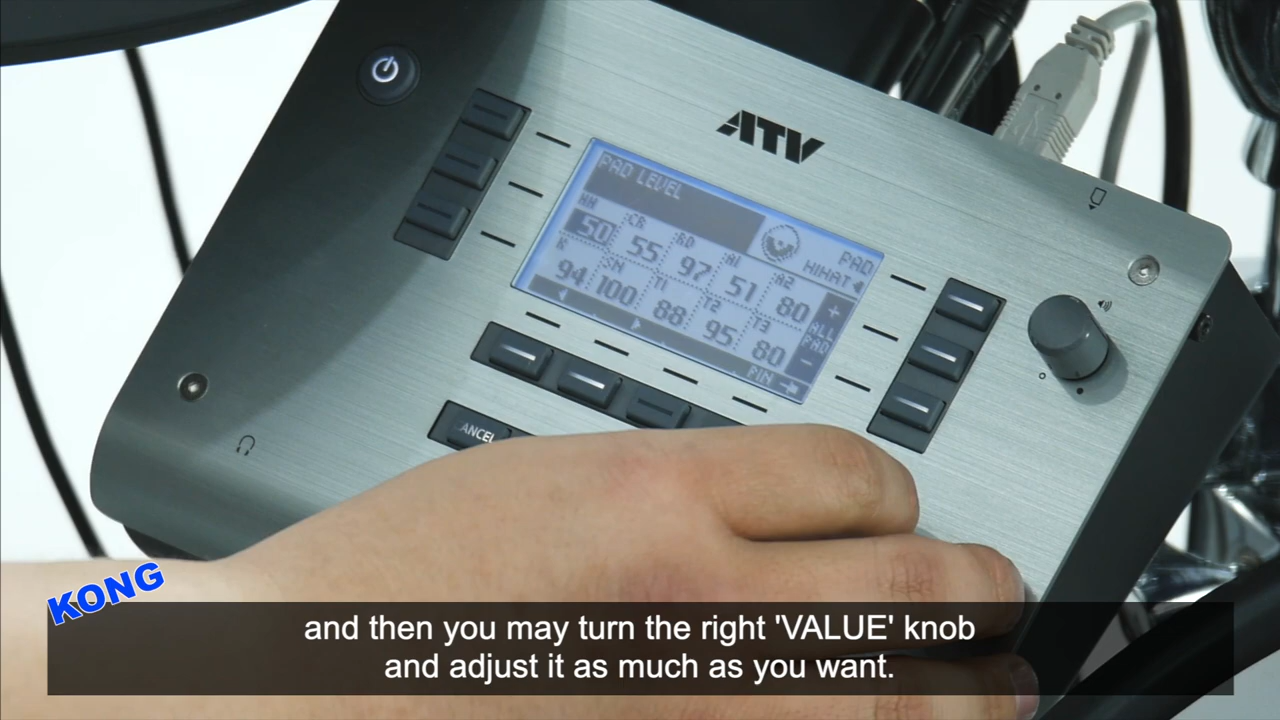 ATV
PAD LEVEL
PAD
HIHAT
HH CR RD A1 A2
50 55 97 51 80
K SN T1 T2 T3
94 100 88 95 80
+
ALL
PAD
-
PIN
ANCEL
KONG
and then you may turn the right 'VALUE' knob
and adjust it as much as you want.